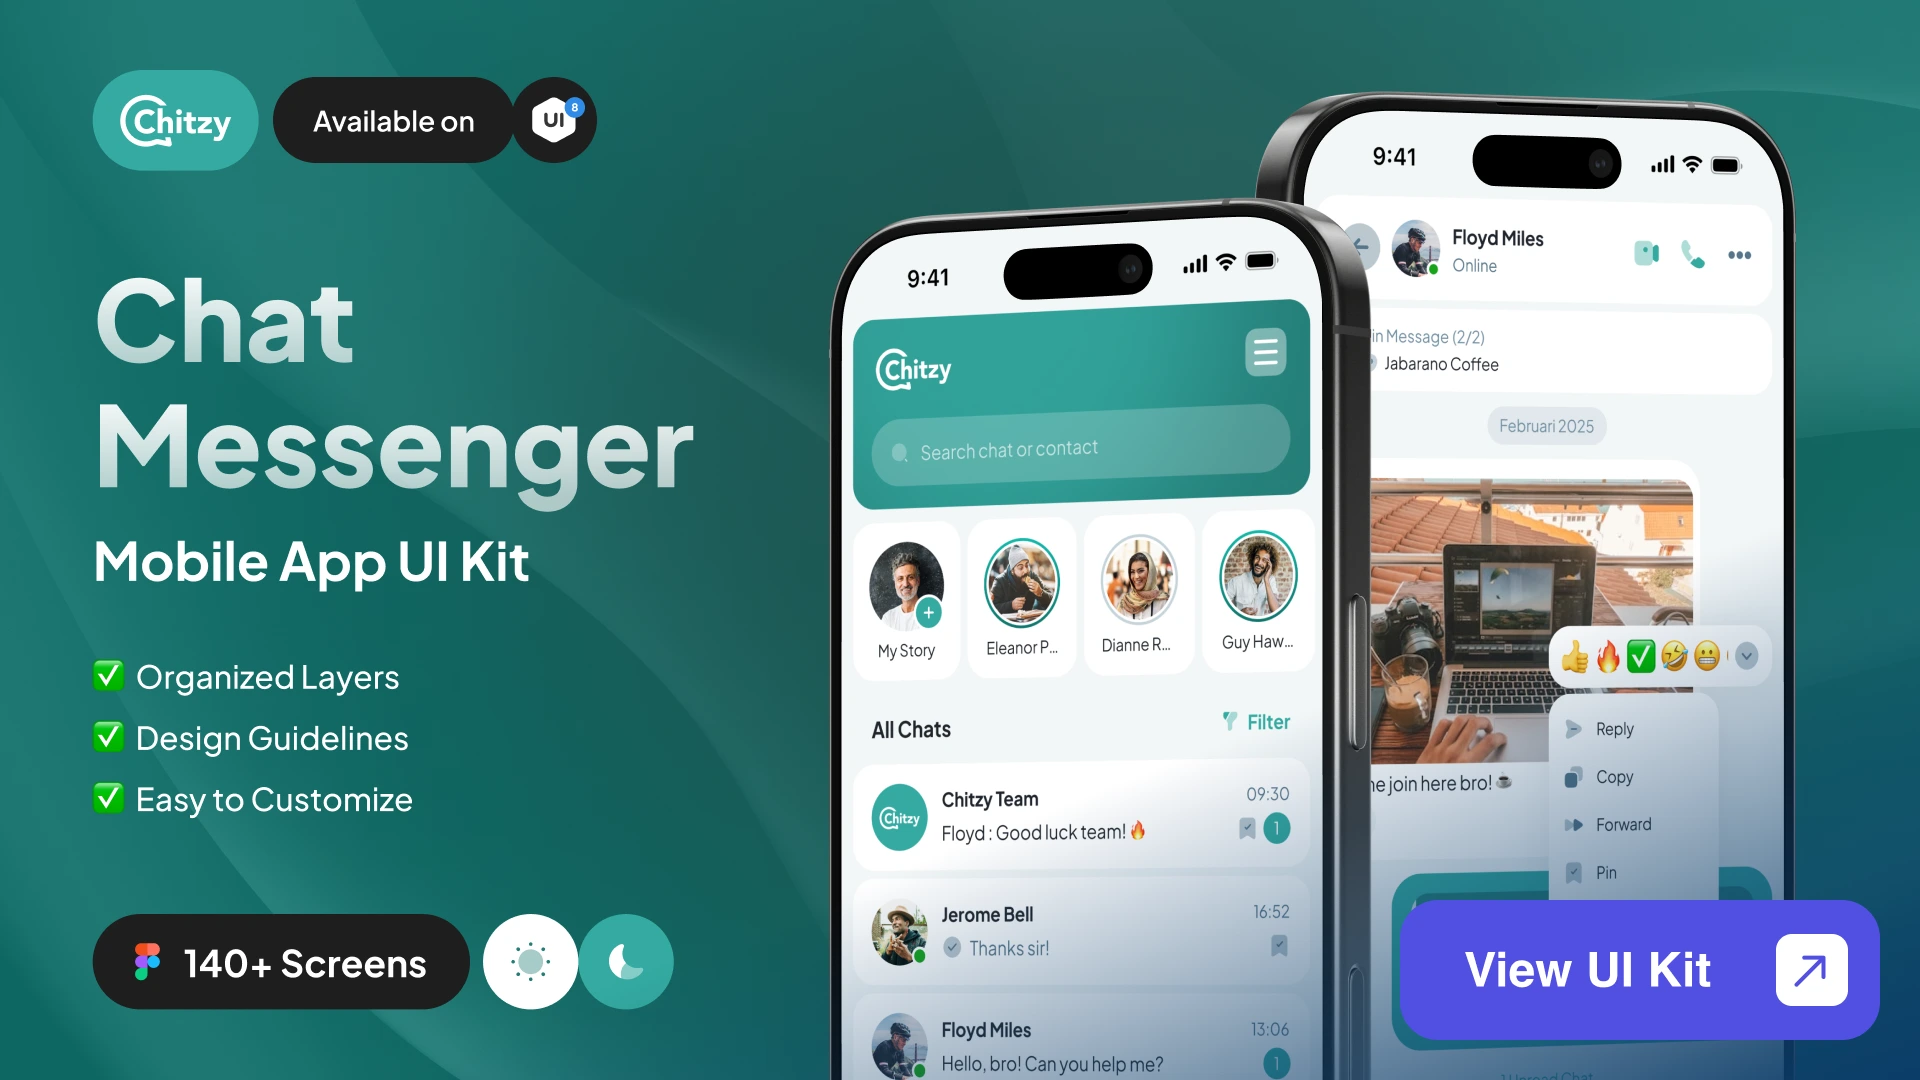 Chitzy
Available on
UI
8
Chat
Messenger
Mobile App UI Kit
Organized Layers
Design Guidelines
Easy to Customize
140+ Screens
9:41
Chitzy
Search chat or contact
My Story
Eleanor P...
Dianne R...
Guy Haw...
All Chats
Filter
Chitzy
Chitzy Team
09:30
Floyd : Good luck team! 🔥
1
Jerome Bell
16:52
Thanks sir!
Floyd Miles
13:06
Hello, bro! Can you help me?
1
9:41
Floyd Miles
Online
in Message (2/2)
Jabarano Coffee
Februari 2025
join here bro! ☕
Reply
Copy
Forward
Pin
View UI Kit
1 Unread Chat